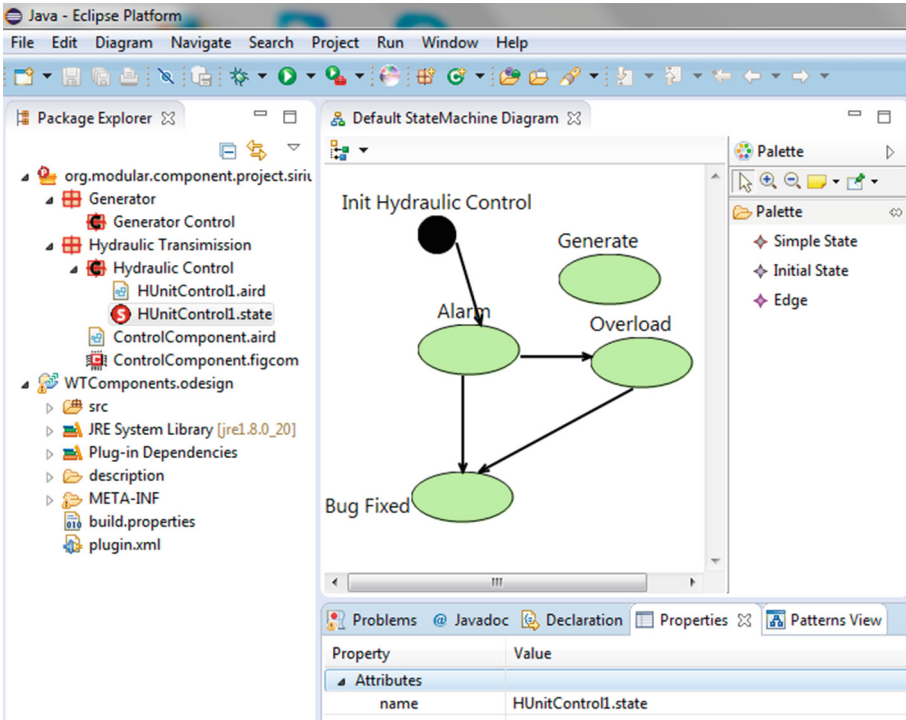 Java - Eclipse Platform
File Edit Diagram Navigate Search Project Run Window Help
Package Explorer
org.modular.component.project.siriu
Generator
Generator Control
Hydraulic Transimission
Hydraulic Control
HUnitControl1.aird
HUnitControl1.state
ControlComponent.aird
ControlComponent.figcom
WTComponents.odesign
src
JRE System Library [jre1.8.0_20]
Plug-in Dependencies
description
META-INF
build.properties
plugin.xml
Default StateMachine Diagram
Init Hydraulic Control
Generate
Alarm
Overload
Bug Fixed
Palette
Palette
Simple State
Initial State
Edge
Problems @ Javadoc Declaration Properties Patterns View
Property Value
Attributes
name HUnitControl1.state